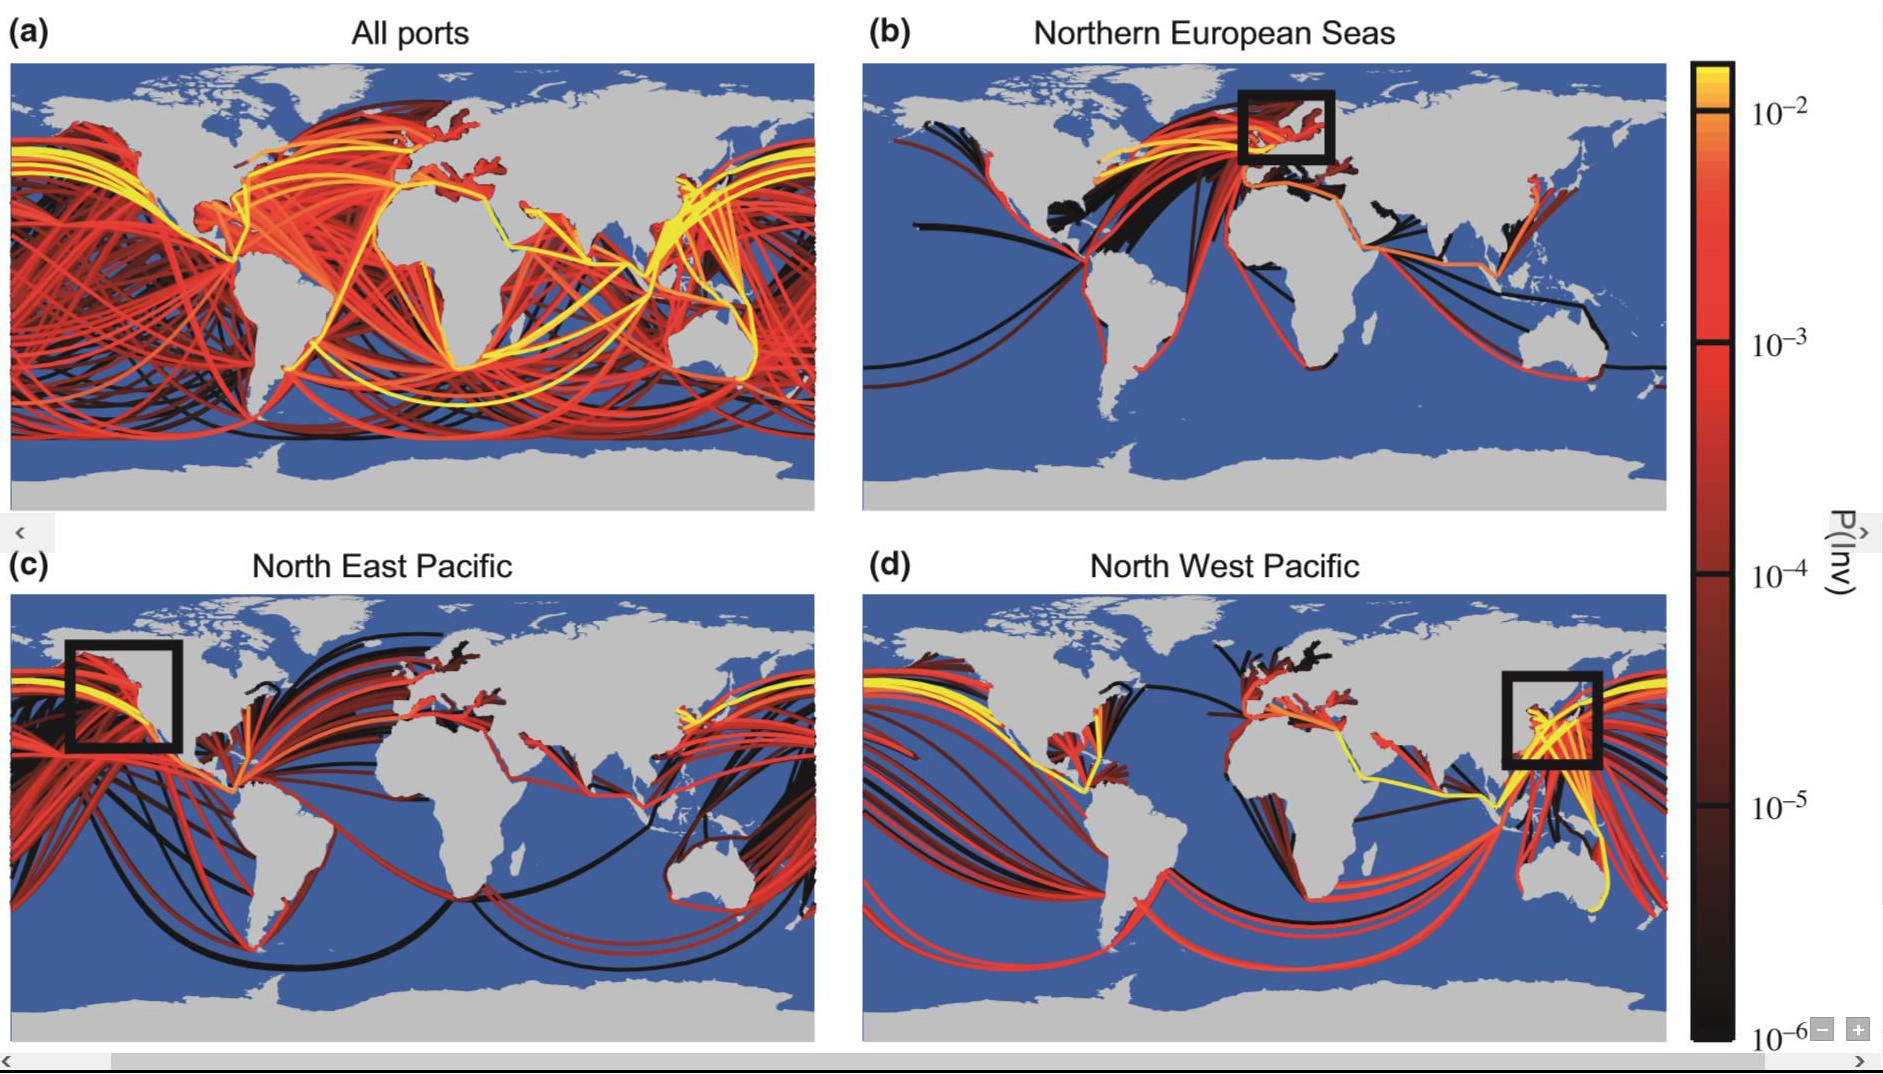 (a) All ports
(b) Northern European Seas
(c) North East Pacific
(d) North West Pacific
10–2
10–3
10–4
10–5
10–6
P(Inv)